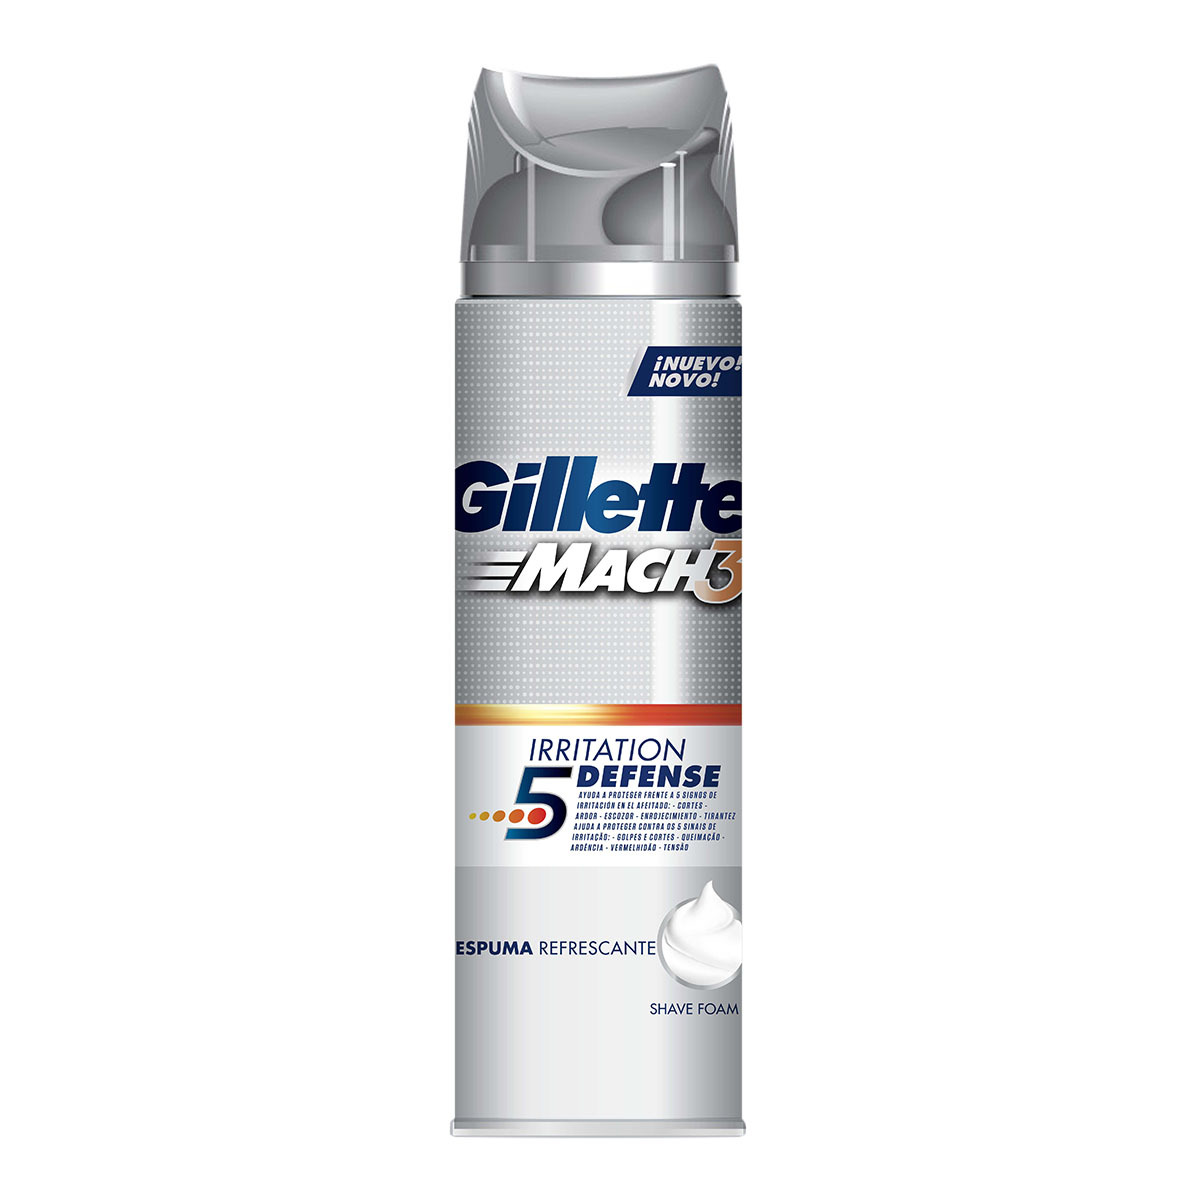 ¡NUEVO!
NOVO!
Gillette
MACH3
IRRITATION
5 DEFENSE
AYUDA A PROTEGER FRENTE A 5 SIGNOS DE
IRRITACIÓN EN EL AFEITADO: - CORTES -
ARDOR - ESCOZOR - ENROJECIMIENTO - TIRANTEZ
AJUDA A PROTEGER CONTRA OS 5 SINAIS DE
IRRITAÇÃO: - GOLPES E CORTES - QUEIMAÇÃO -
ARDÊNCIA - VERMELHIDÃO - TENSÃO
ESPUMA REFRESCANTE
SHAVE FOAM